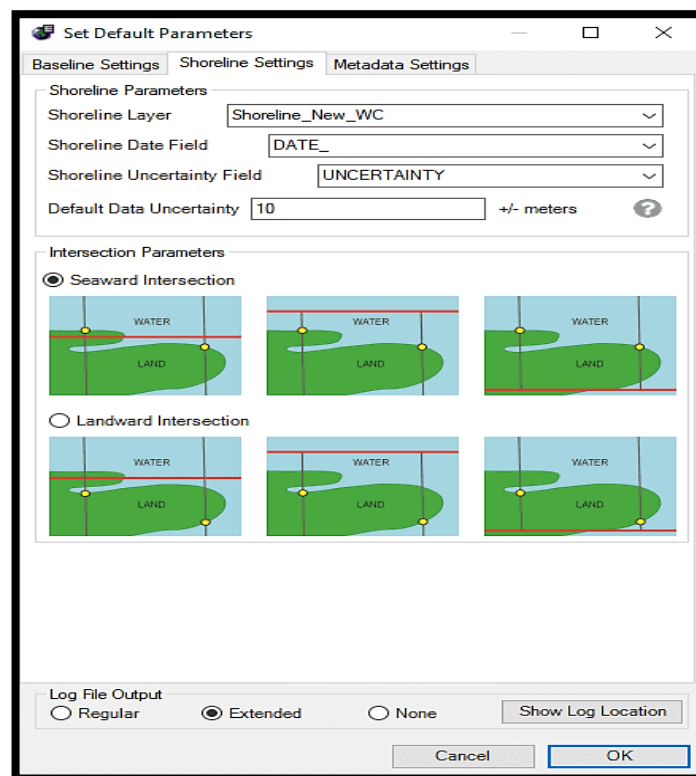 Set Default Parameters
Baseline Settings Shoreline Settings Metadata Settings
Shoreline Parameters
Shoreline Layer Shoreline_New_WC
Shoreline Date Field DATE_
Shoreline Uncertainty Field UNCERTAINTY
Default Data Uncertainty 10 +/- meters ?
Intersection Parameters
Seaward Intersection
WATER WATER WATER
LAND LAND LAND
Landward Intersection
WATER WATER WATER
LAND LAND LAND
Log File Output
Regular Extended None Show Log Location
Cancel OK